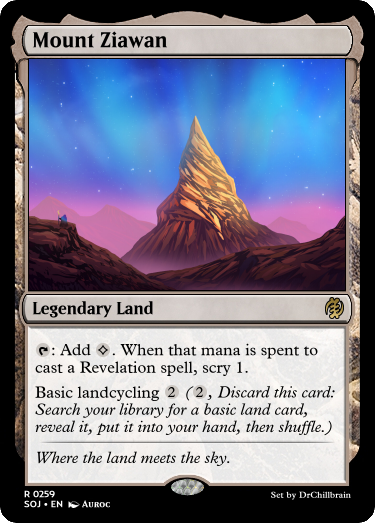 Mount Ziawan
Legendary Land
: Add . When that mana is spent to
cast a Revelation spell, scry 1.
Basic landcycling 2 (2, Discard this card:
Search your library for a basic land card,
reveal it, put it into your hand, then shuffle.)
Where the land meets the sky.
R 0259
SOJ • EN Auroc
Set by DrChillbrain